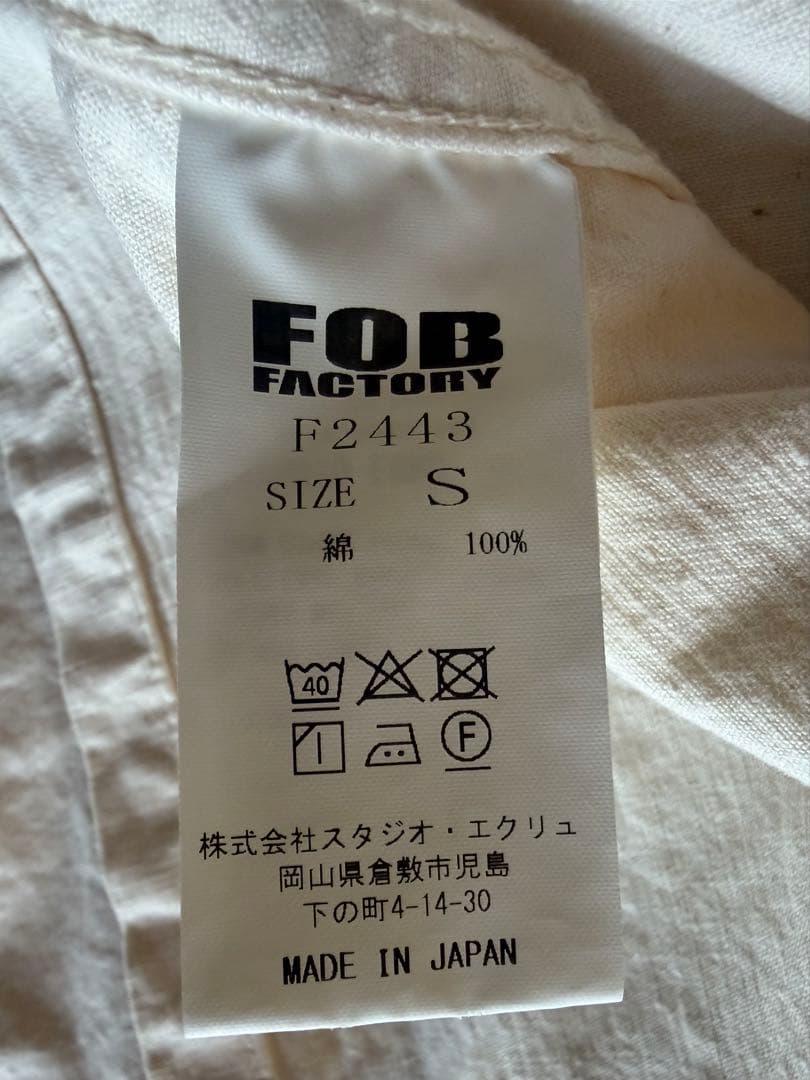 FOB
FACTORY
F2443
SIZE S
綿 100%
40
F
株式会社スタジオ・エクリュ
岡山県倉敷市児島
下の町4-14-30
MADE IN JAPAN